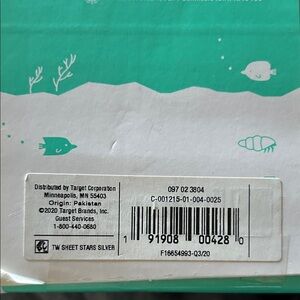 Distributed by Target Corporation
Minneapolis, MN 55403
Origin: Pakistan
©2020 Target Brands, Inc.
Guest Services
1-800-440-0680
TW SHEET STARS SILVER
097 02 3804
C-001215-01-004-0025
1 91908 00428 0
F16654993-Q3/20